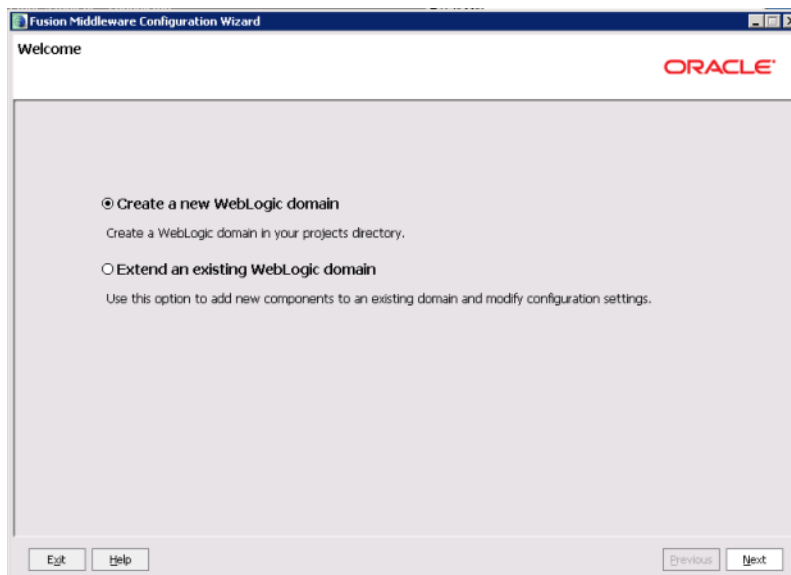 Fusion Middleware Configuration Wizard
Welcome
ORACLE
Create a new WebLogic domain
Create a WebLogic domain in your projects directory.
Extend an existing WebLogic domain
Use this option to add new components to an existing domain and modify configuration settings.
Exit Help Previous Next